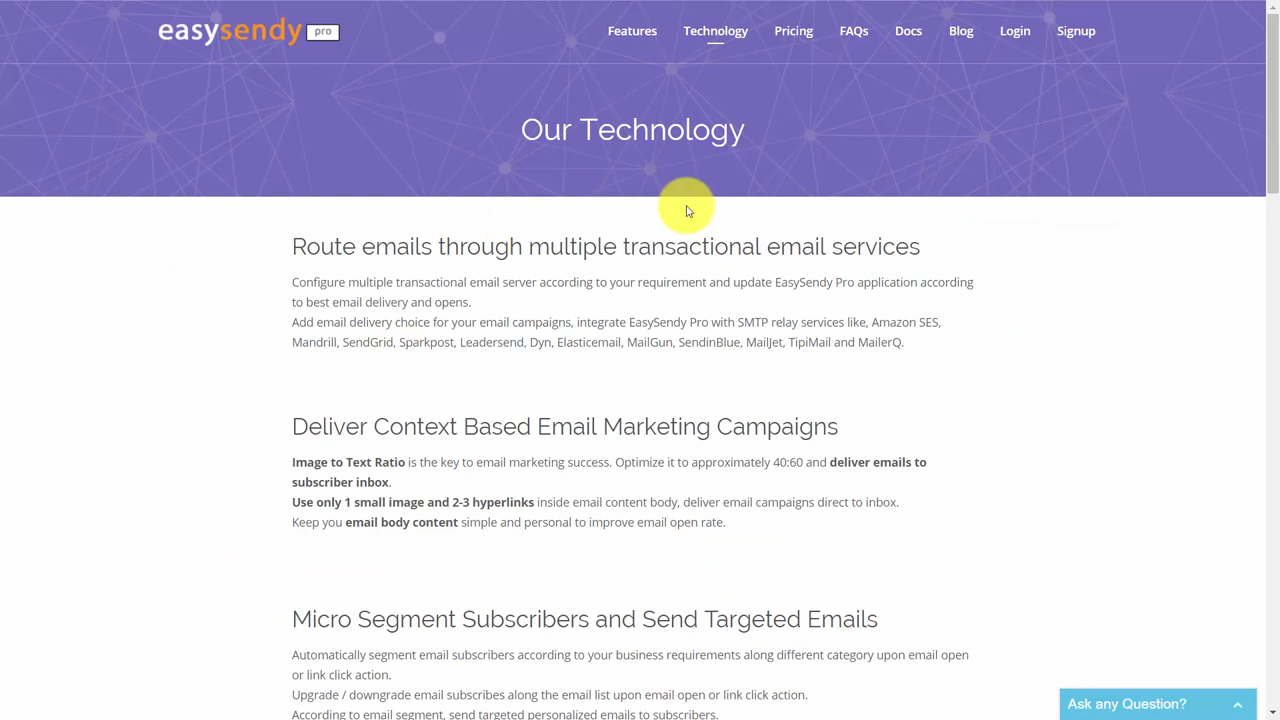 easysendy pro
Features Technology Pricing FAQs Docs Blog Login Signup
Our Technology
Route emails through multiple transactional email services
Configure multiple transactional email server according to your requirement and update EasySendy Pro application according
to best email delivery and opens.
Add email delivery choice for your email campaigns, integrate EasySendy Pro with SMTP relay services like, Amazon SES,
Mandrill, SendGrid, Sparkpost, Leadersend, Dyn, Elasticemail, MailGun, SendinBlue, MailJet, TipiMail and MailerQ.
Deliver Context Based Email Marketing Campaigns
Image to Text Ratio is the key to email marketing success. Optimize it to approximately 40:60 and deliver emails to
subscriber inbox.
Use only 1 small image and 2-3 hyperlinks inside email content body, deliver email campaigns direct to inbox.
Keep you email body content simple and personal to improve email open rate.
Micro Segment Subscribers and Send Targeted Emails
Automatically segment email subscribers according to your business requirements along different category upon email open
or link click action.
Upgrade / downgrade email subscribes along the email list upon email open or link click action.
According to email segment, send targeted personalized emails to subscribers.
Ask any Question?